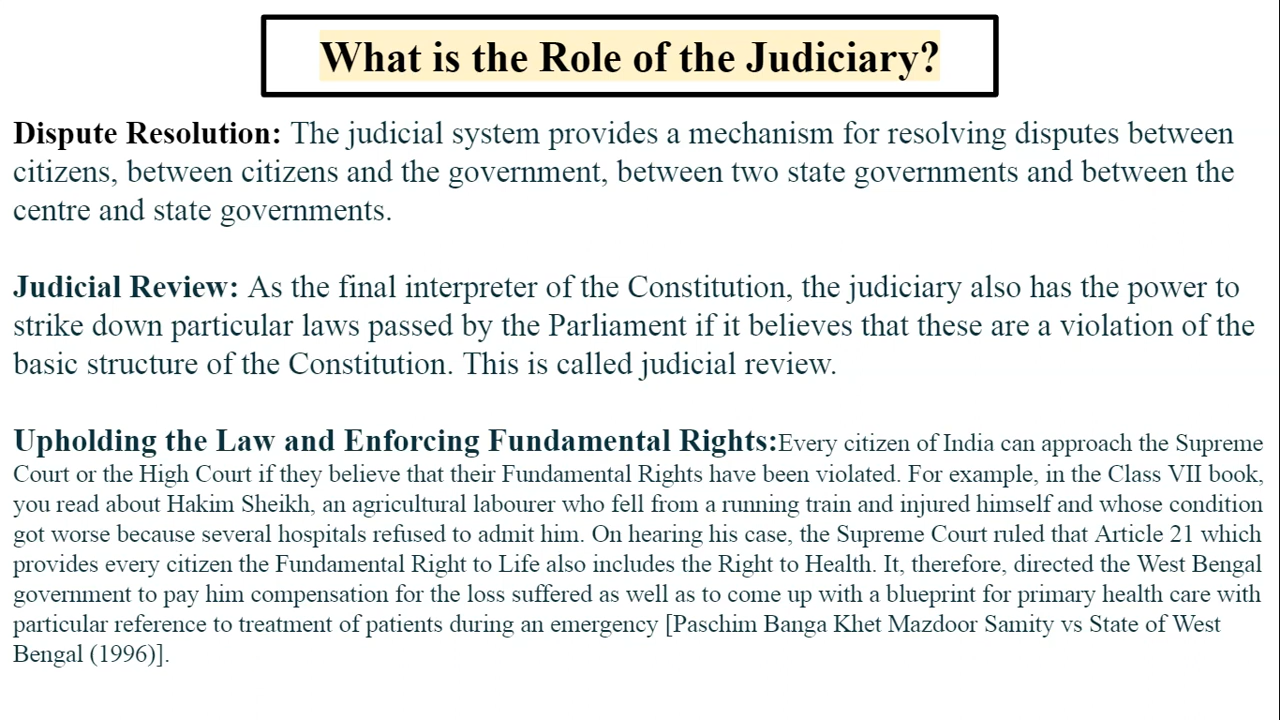 What is the Role of the Judiciary?
Dispute Resolution: The judicial system provides a mechanism for resolving disputes between
citizens, between citizens and the government, between two state governments and between the
centre and state governments.
Judicial Review: As the final interpreter of the Constitution, the judiciary also has the power to
strike down particular laws passed by the Parliament if it believes that these are a violation of the
basic structure of the Constitution. This is called judicial review.
Upholding the Law and Enforcing Fundamental Rights:Every citizen of India can approach the Supreme
Court or the High Court if they believe that their Fundamental Rights have been violated. For example, in the Class VII book,
you read about Hakim Sheikh, an agricultural labourer who fell from a running train and injured himself and whose condition
got worse because several hospitals refused to admit him. On hearing his case, the Supreme Court ruled that Article 21 which
provides every citizen the Fundamental Right to Life also includes the Right to Health. It, therefore, directed the West Bengal
government to pay him compensation for the loss suffered as well as to come up with a blueprint for primary health care with
particular reference to treatment of patients during an emergency [Paschim Banga Khet Mazdoor Samity vs State of West
Bengal (1996)].